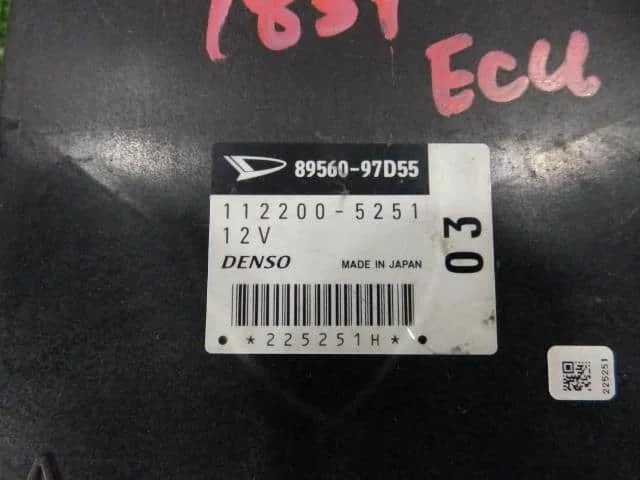 ECU
89560-97D55
112200-5251
12V
DENSO MADE IN JAPAN
03
*225251H*
225251